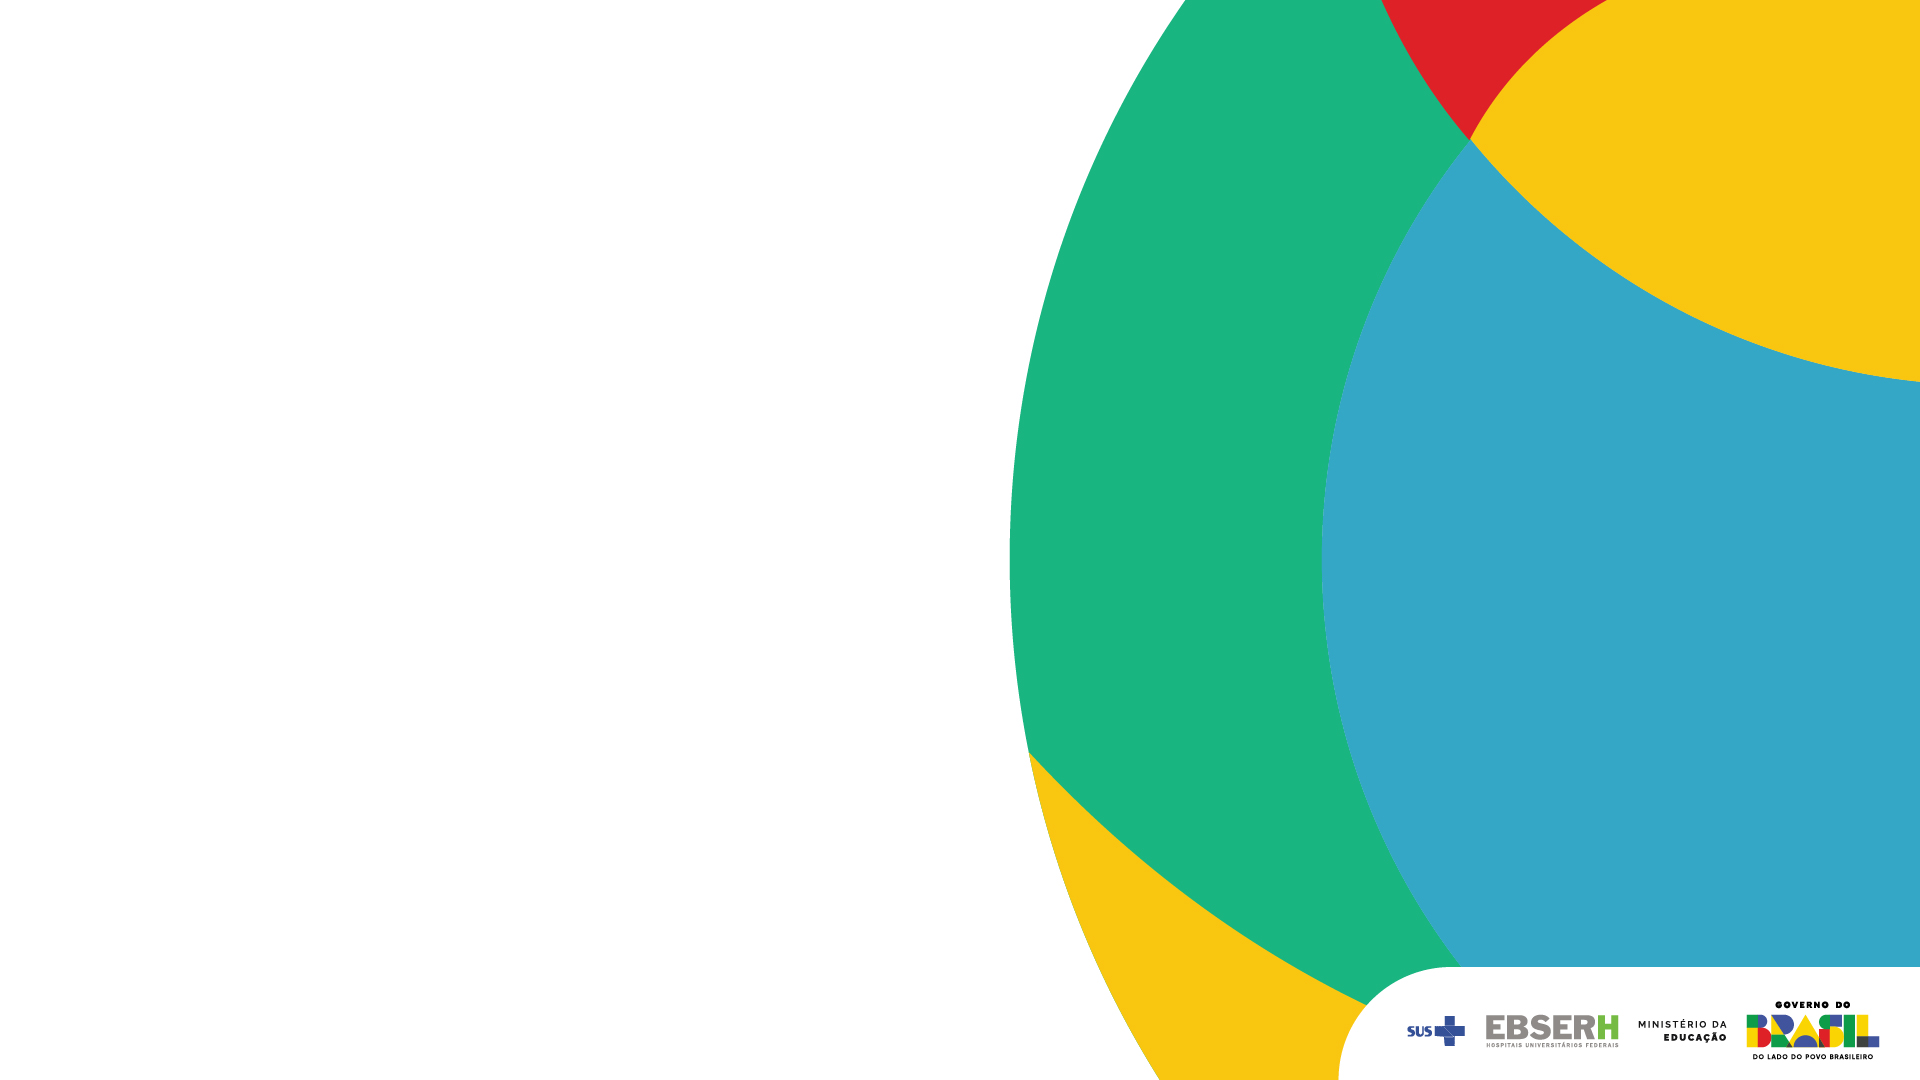 SUS
EBSERH
HOSPITAIS UNIVERSITÁRIOS FEDERAIS
MINISTÉRIO DA
EDUCAÇÃO
GOVERNO DO
BRASIL
DO LADO DO POVO BRASILEIRO